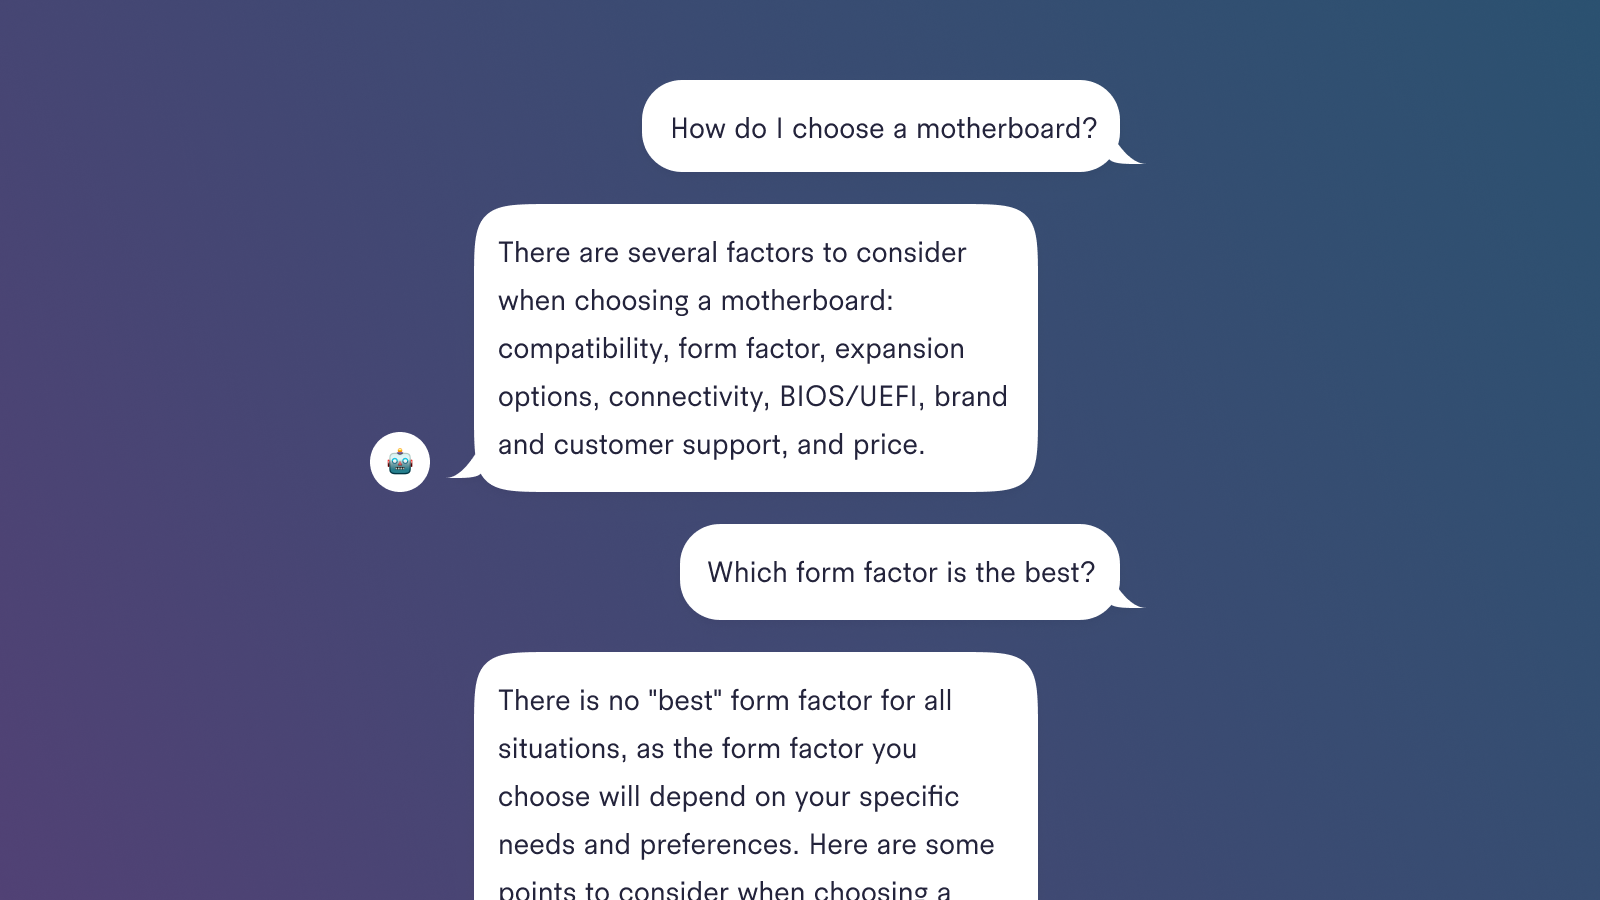 How do I choose a motherboard?
There are several factors to consider
when choosing a motherboard:
compatibility, form factor, expansion
options, connectivity, BIOS/UEFI, brand
and customer support, and price.
Which form factor is the best?
There is no "best" form factor for all
situations, as the form factor you
choose will depend on your specific
needs and preferences. Here are some
points to consider when choosing a